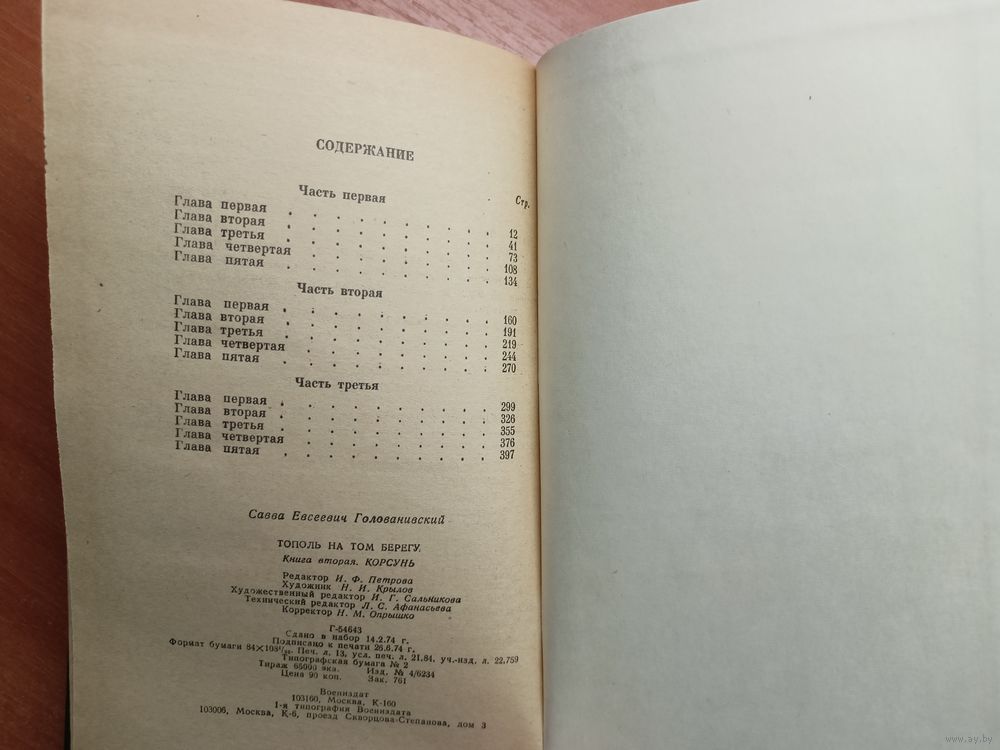 СОДЕРЖАНИЕ
Часть первая
Стр.
Глава первая . . . . . . . . . . 12
Глава вторая . . . . . . . . . . 41
Глава третья . . . . . . . . . . 73
Глава четвертая . . . . . . . . . . 108
Глава пятая . . . . . . . . . . 134
Часть вторая
Глава первая . . . . . . . . . . 160
Глава вторая . . . . . . . . . . 191
Глава третья . . . . . . . . . . 219
Глава четвертая . . . . . . . . . . 244
Глава пятая . . . . . . . . . . 270
Часть третья
Глава первая . . . . . . . . . . 299
Глава вторая . . . . . . . . . . 326
Глава третья . . . . . . . . . . 355
Глава четвертая . . . . . . . . . . 376
Глава пятая . . . . . . . . . . 397
Савва Евсеевич Голованивский
ТОПОЛЬ НА ТОМ БЕРЕГУ.
Книга вторая. КОРСУНЬ
Редактор И. Ф. Петрова
Художник Н. И. Крылов
Художественный редактор И. Г. Сальникова
Технический редактор Л. С. Афанасьева
Корректор Н. М. Опрышко
Г-54643
Сдано в набор 14.2.74 г.
Подписано к печати 26.6.74 г.
Формат бумаги 84×108¹/₃₂ Печ. л. 13, усл. печ. л. 21,84, уч.-изд. л. 22,759
Типографская бумага № 2
Тираж 65000 экз. Изд. № 4/6234
Цена 90 коп. Зак. 761
Воениздат
103160, Москва, К-160
1-я типография Воениздата
103006, Москва, К-6, проезд Скворцова-Степанова, дом 3
www.ay.by